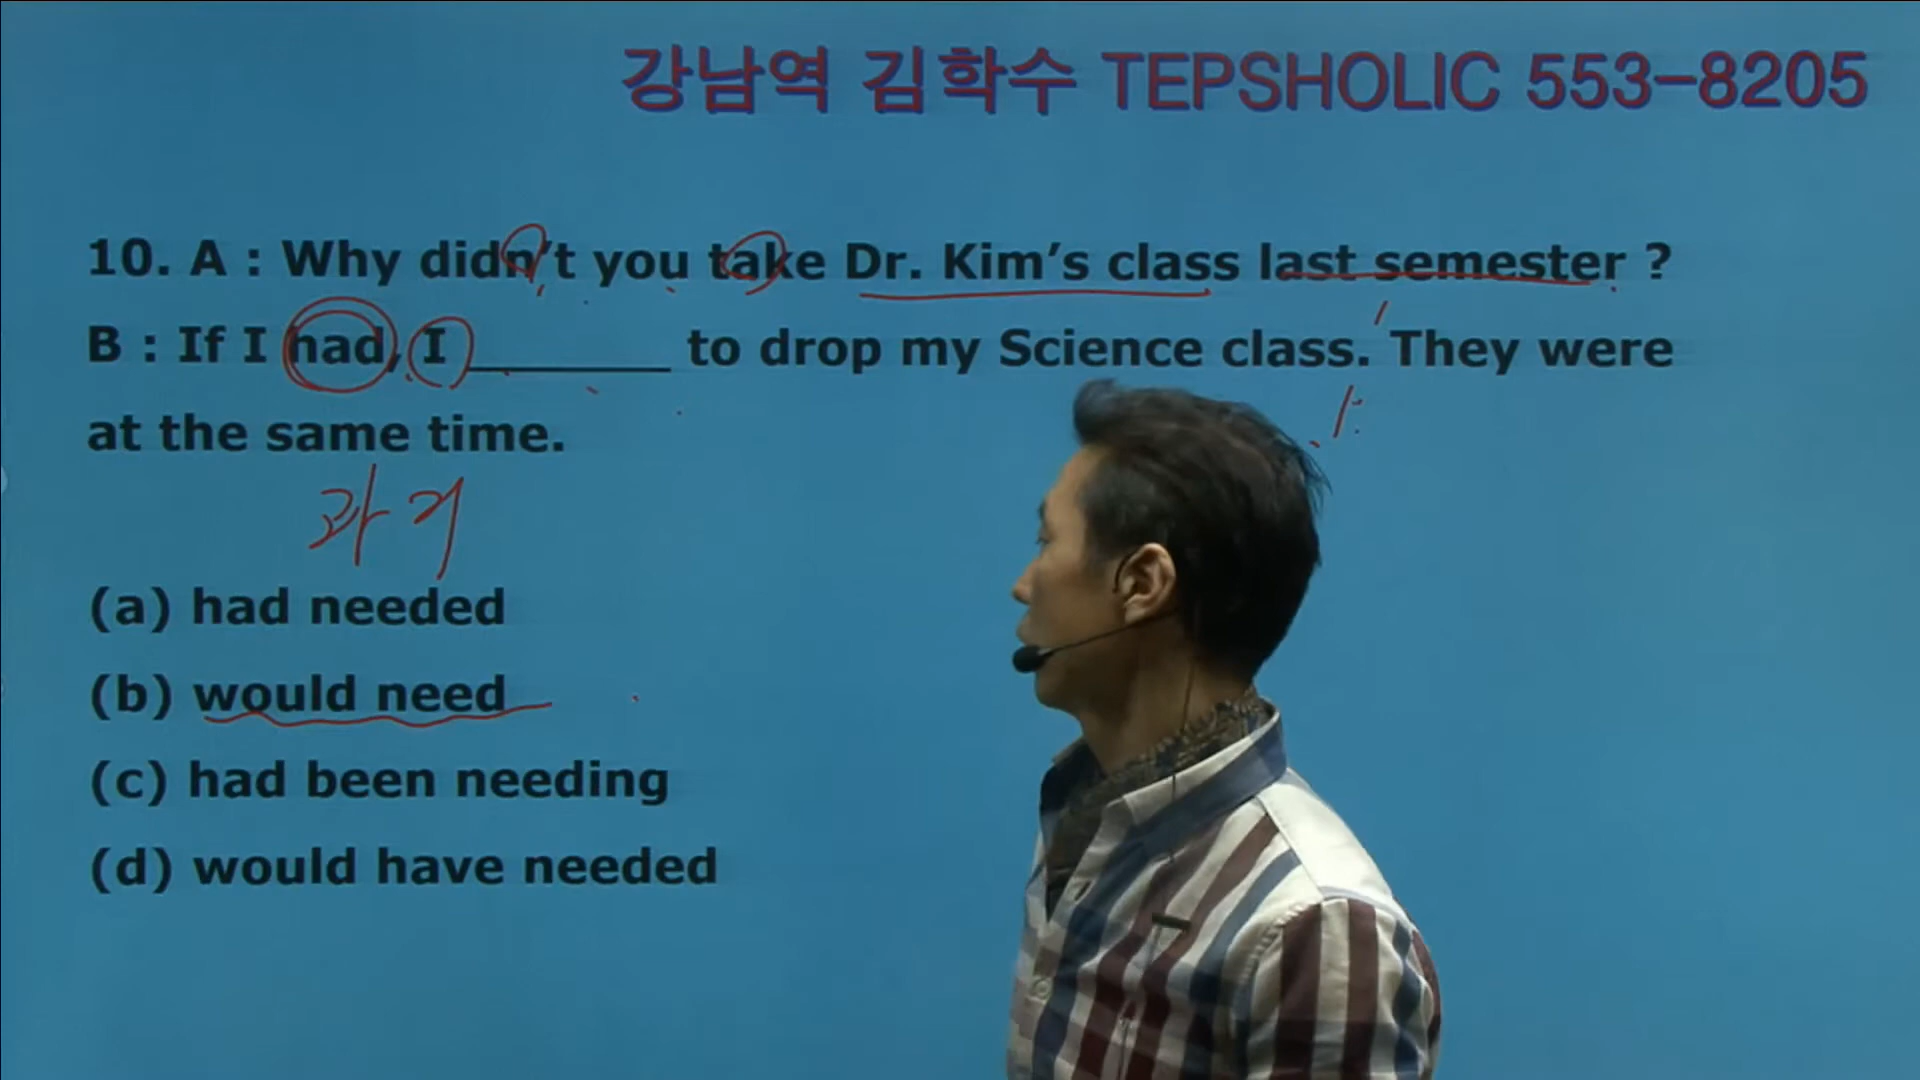 강남역 김학수 TEPSHOLIC 553-8205
10. A : Why didn't you take Dr. Kim's class last semester ?
B : If I had, I ________ to drop my Science class. They were
at the same time.
과거
(a) had needed
(b) would need
(c) had been needing
(d) would have needed